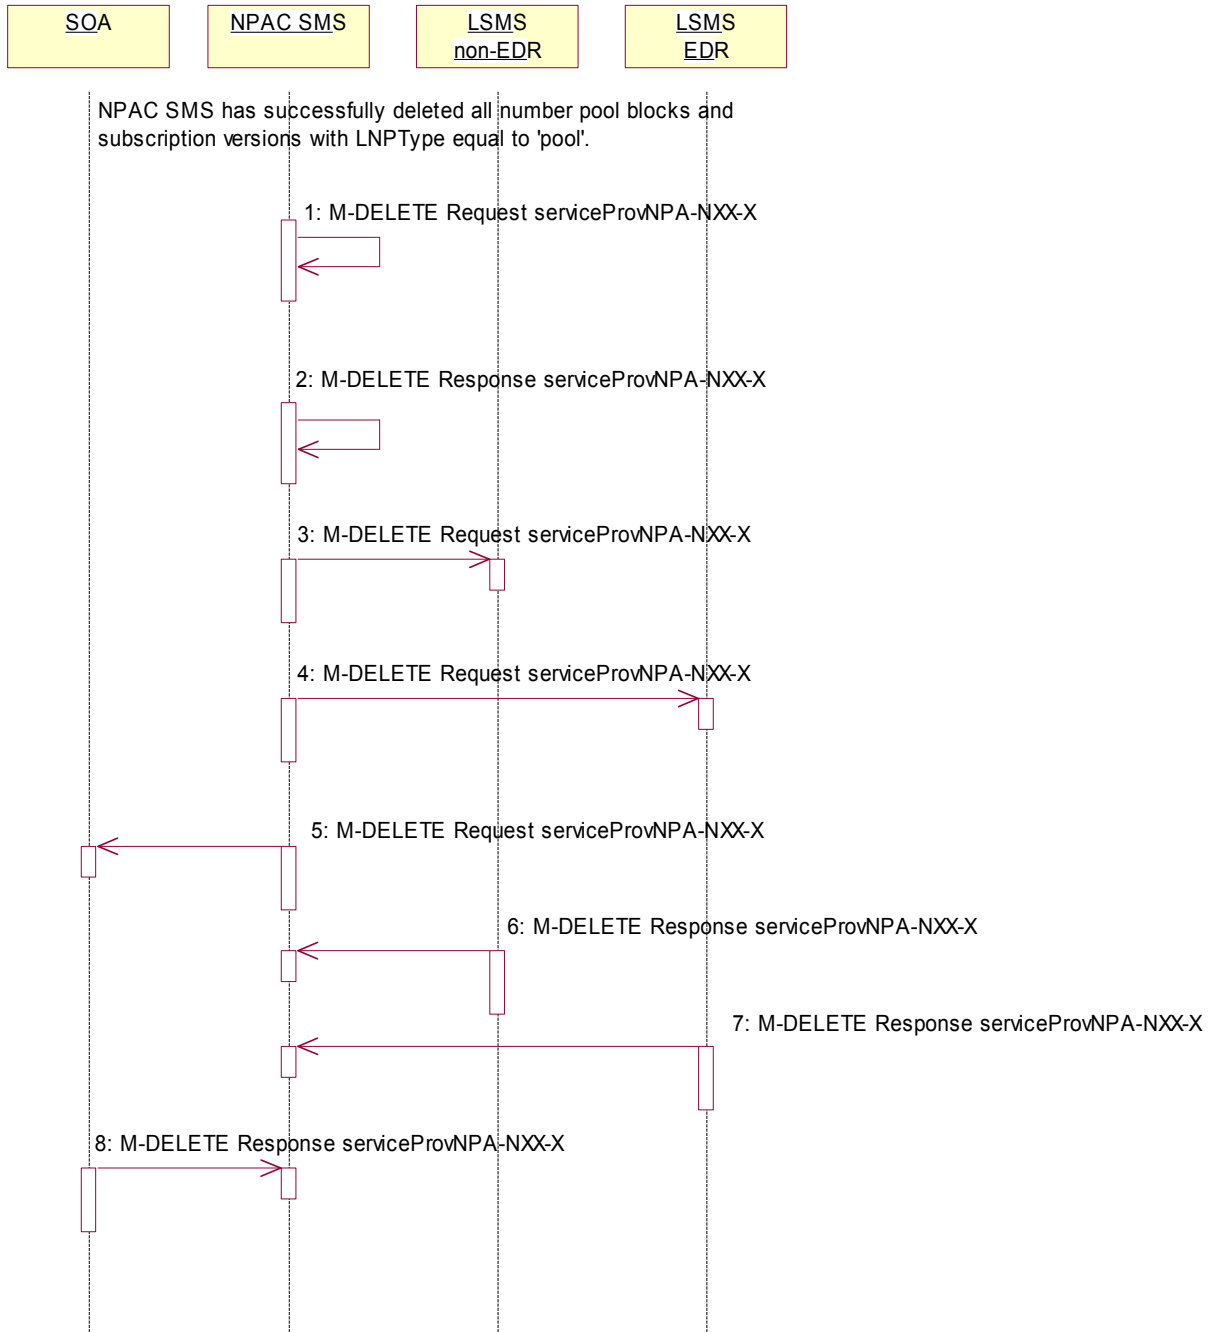 SOA
NPAC SMS
LSMS
non-EDR
LSMS
EDR
NPAC SMS has successfully deleted all number pool blocks and
subscription versions with LNPType equal to 'pool'.
1: M-DELETE Request serviceProvNPA-NXX-X
2: M-DELETE Response serviceProvNPA-NXX-X
3: M-DELETE Request serviceProvNPA-NXX-X
4: M-DELETE Request serviceProvNPA-NXX-X
5: M-DELETE Request serviceProvNPA-NXX-X
6: M-DELETE Response serviceProvNPA-NXX-X
7: M-DELETE Response serviceProvNPA-NXX-X
8: M-DELETE Response serviceProvNPA-NXX-X